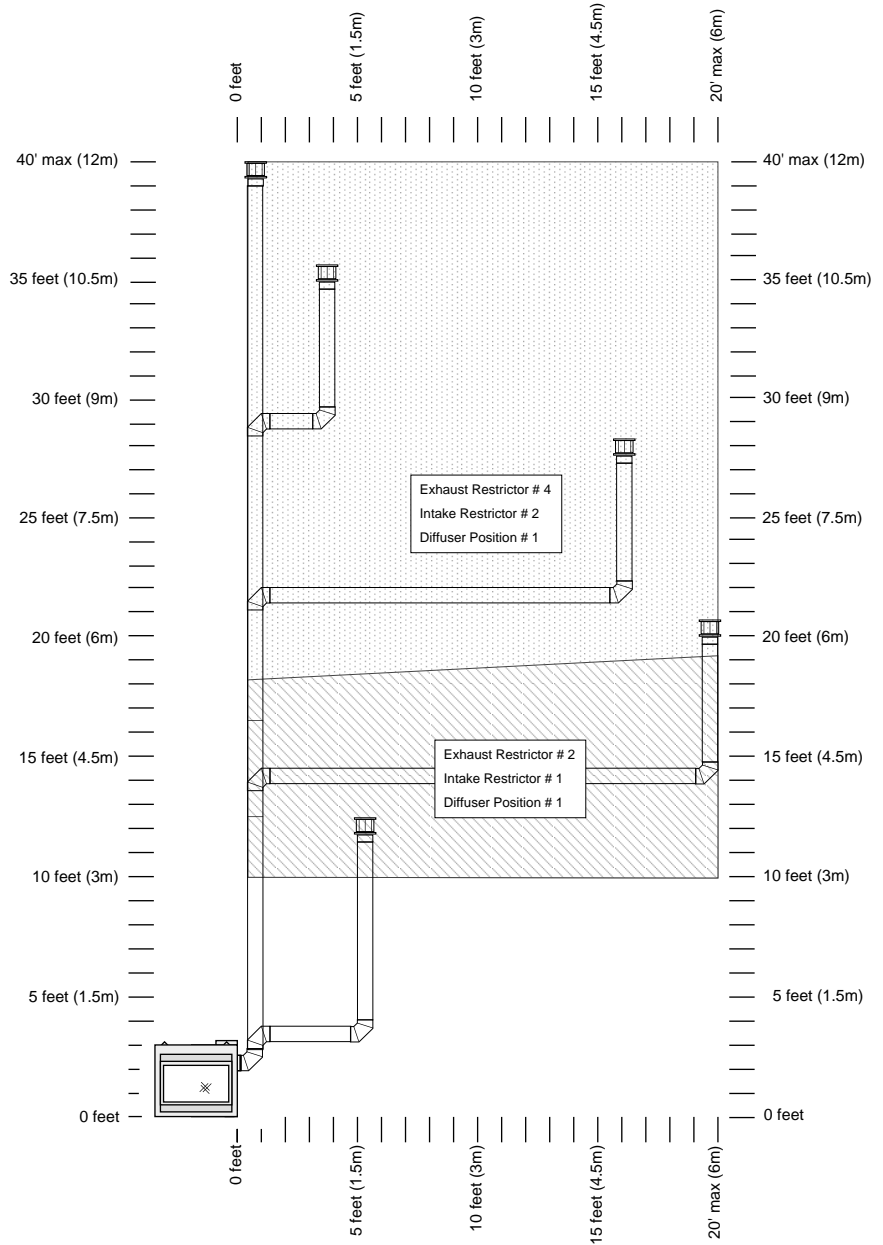 0 feet
5 feet (1.5m)
10 feet (3m)
15 feet (4.5m)
20' max (6m)
40' max (12m)
40' max (12m)
35 feet (10.5m)
35 feet (10.5m)
30 feet (9m)
30 feet (9m)
Exhaust Restrictor # 4
Intake Restrictor # 2
Diffuser Position # 1
25 feet (7.5m)
25 feet (7.5m)
20 feet (6m)
20 feet (6m)
15 feet (4.5m)
15 feet (4.5m)
Exhaust Restrictor # 2
Intake Restrictor # 1
Diffuser Position # 1
10 feet (3m)
10 feet (3m)
5 feet (1.5m)
5 feet (1.5m)
0 feet
0 feet
0 feet
5 feet (1.5m)
10 feet (3m)
15 feet (4.5m)
20' max (6m)